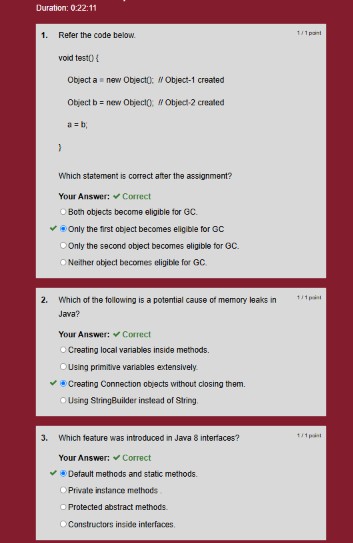 Duration: 0:22:11
1. Refer the code below. 1 / 1 point
void test() {
Object a = new Object(); // Object-1 created
Object b = new Object(); // Object-2 created
a = b;
}
Which statement is correct after the assignment?
Your Answer: ✔ Correct
Both objects become eligible for GC.
Only the first object becomes eligible for GC
Only the second object becomes eligible for GC.
Neither object becomes eligible for GC.
2. Which of the following is a potential cause of memory leaks in 1 / 1 point
Java?
Your Answer: ✔ Correct
Creating local variables inside methods.
Using primitive variables extensively.
Creating Connection objects without closing them.
Using StringBuilder instead of String.
3. Which feature was introduced in Java 8 interfaces? 1 / 1 point
Your Answer: ✔ Correct
Default methods and static methods.
Private instance methods .
Protected abstract methods.
Constructors inside interfaces.